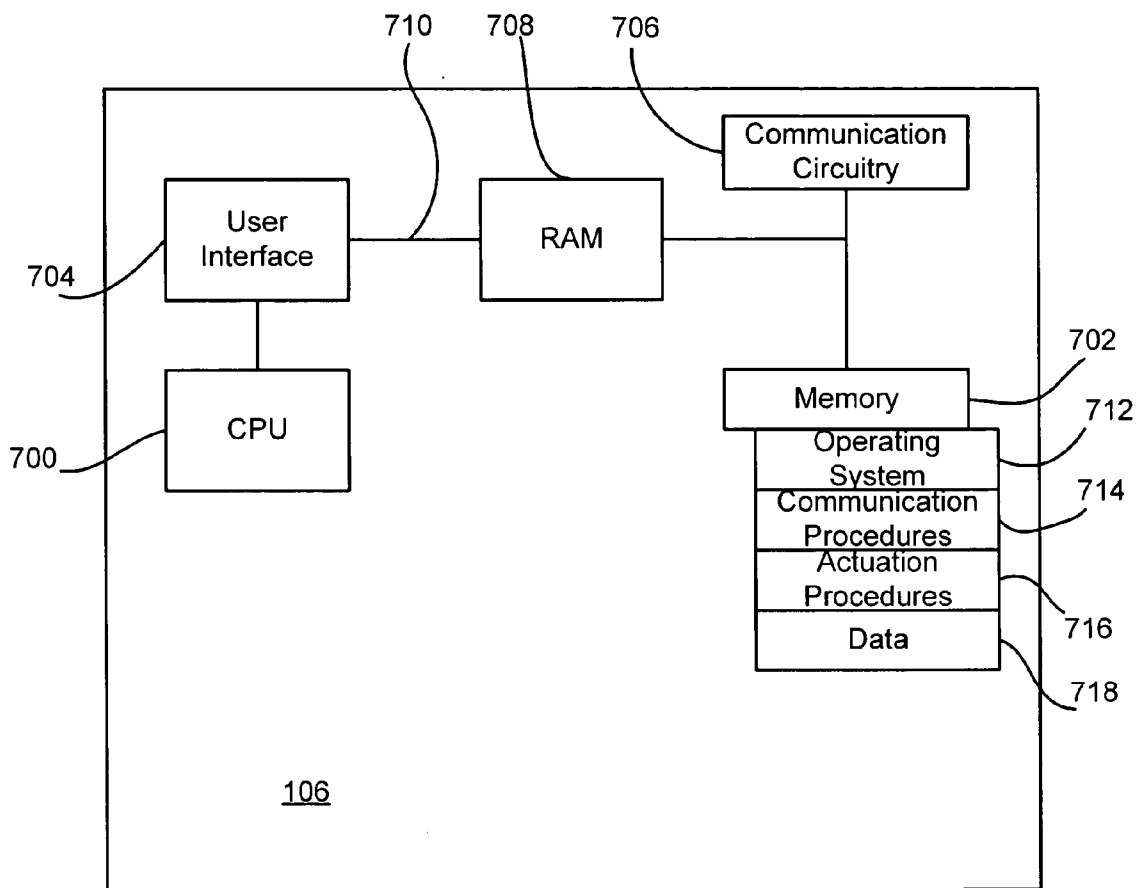 710
708
706
Communication
Circuitry
User
Interface
RAM
704
702
Memory
CPU
712
700
Operating
System
714
Communication
Procedures
Actuation
Procedures
716
Data
718
106